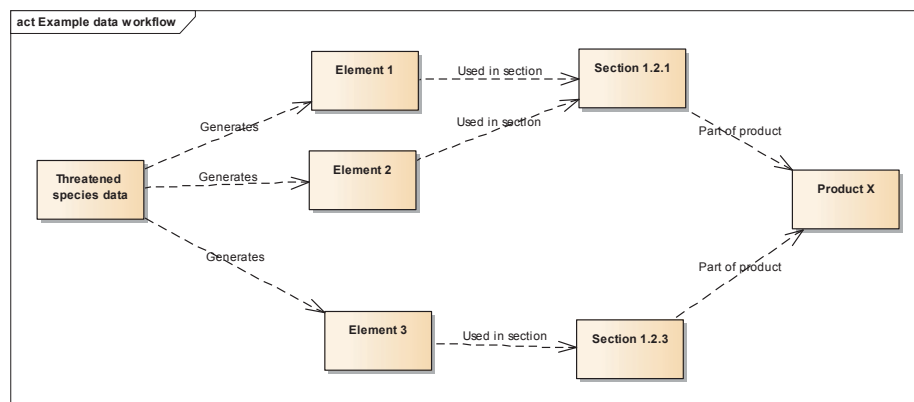 act Example data workflow
Element 1
Used in section
Section 1.2.1
Generates
Used in section
Part of product
Threatened
species data
Generates
Element 2
Product X
Generates
Part of product
Element 3
Used in section
Section 1.2.3